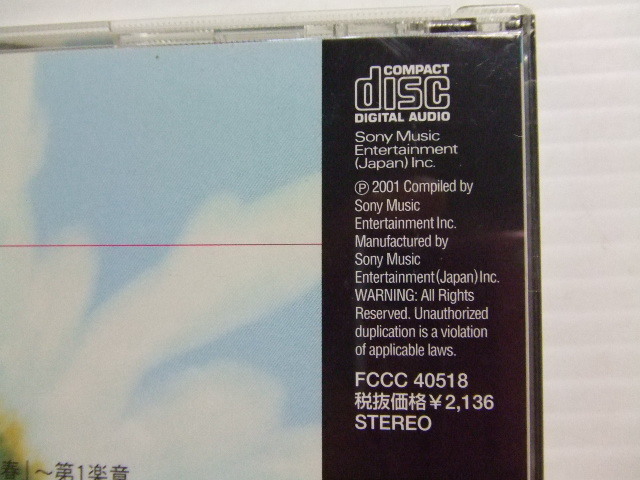 COMPACT
disc
DIGITAL AUDIO
Sony Music
Entertainment
(Japan) Inc.
Ⓟ 2001 Compiled by
Sony Music
Entertainment Inc.
Manufactured by
Sony Music
Entertainment(Japan)Inc.
WARNING: All Rights
Reserved. Unauthorized
duplication is a violation
of applicable laws.
FCCC 40518
税抜価格¥2,136
STEREO
春」～第1楽章